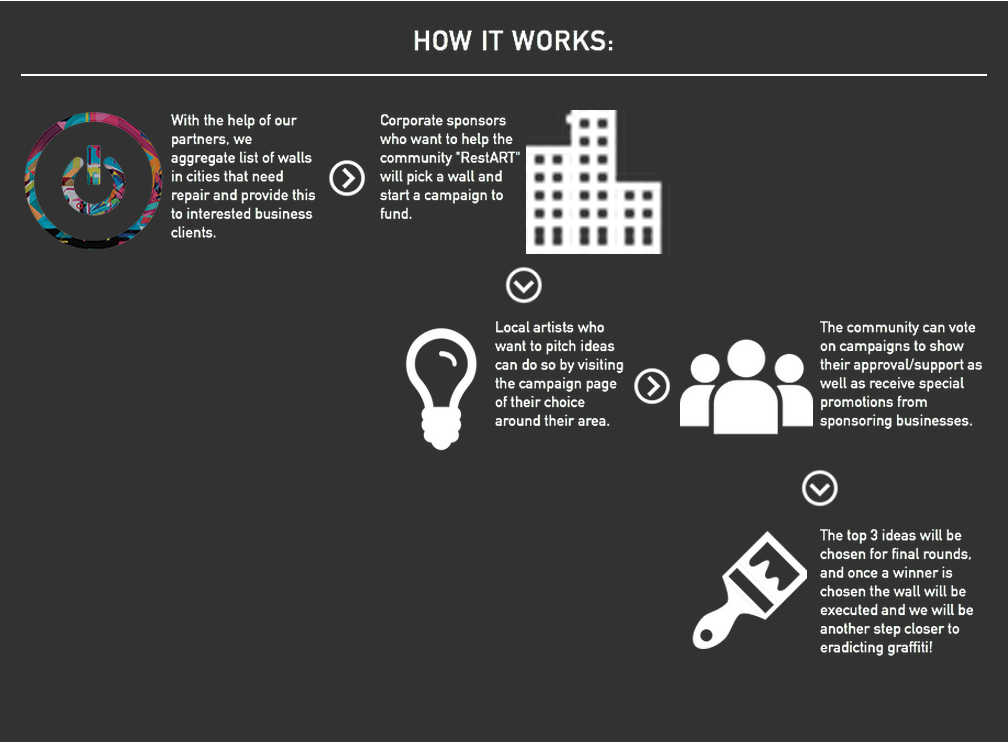 HOW IT WORKS:
With the help of our
partners, we
aggregate list of walls
in cities that need
repair and provide this
to interested business
clients.
Corporate sponsors
who want to help the
community "RestART"
will pick a wall and
start a campaign to
fund.
Local artists who
want to pitch ideas
can do so by visiting
the campaign page
of their choice
around their area.
The community can vote
on campaigns to show
their approval/support as
well as receive special
promotions from
sponsoring businesses.
The top 3 ideas will be
chosen for final rounds,
and once a winner is
chosen the wall will be
executed and we will be
another step closer to
eradicting graffiti!